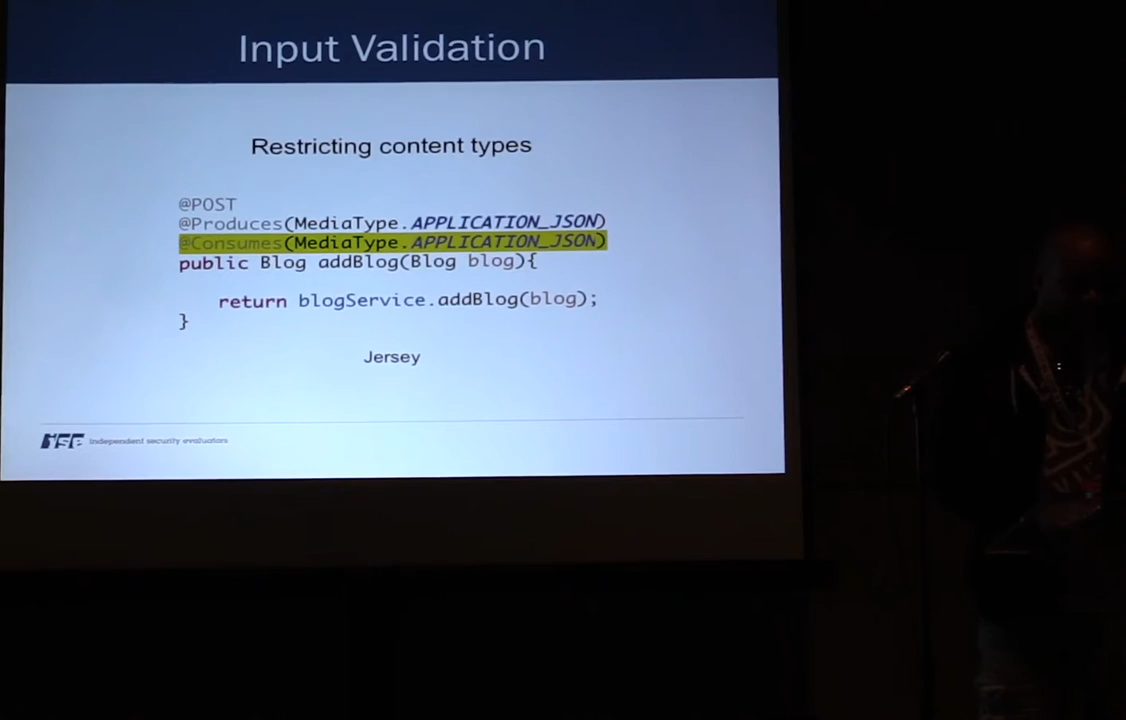 Input Validation
Restricting content types
@POST
@Produces(MediaType.APPLICATION_JSON)
@Consumes(MediaType.APPLICATION_JSON)
public Blog addBlog(Blog blog){
return blogService.addBlog(blog);
}
Jersey
ise independent security evaluators